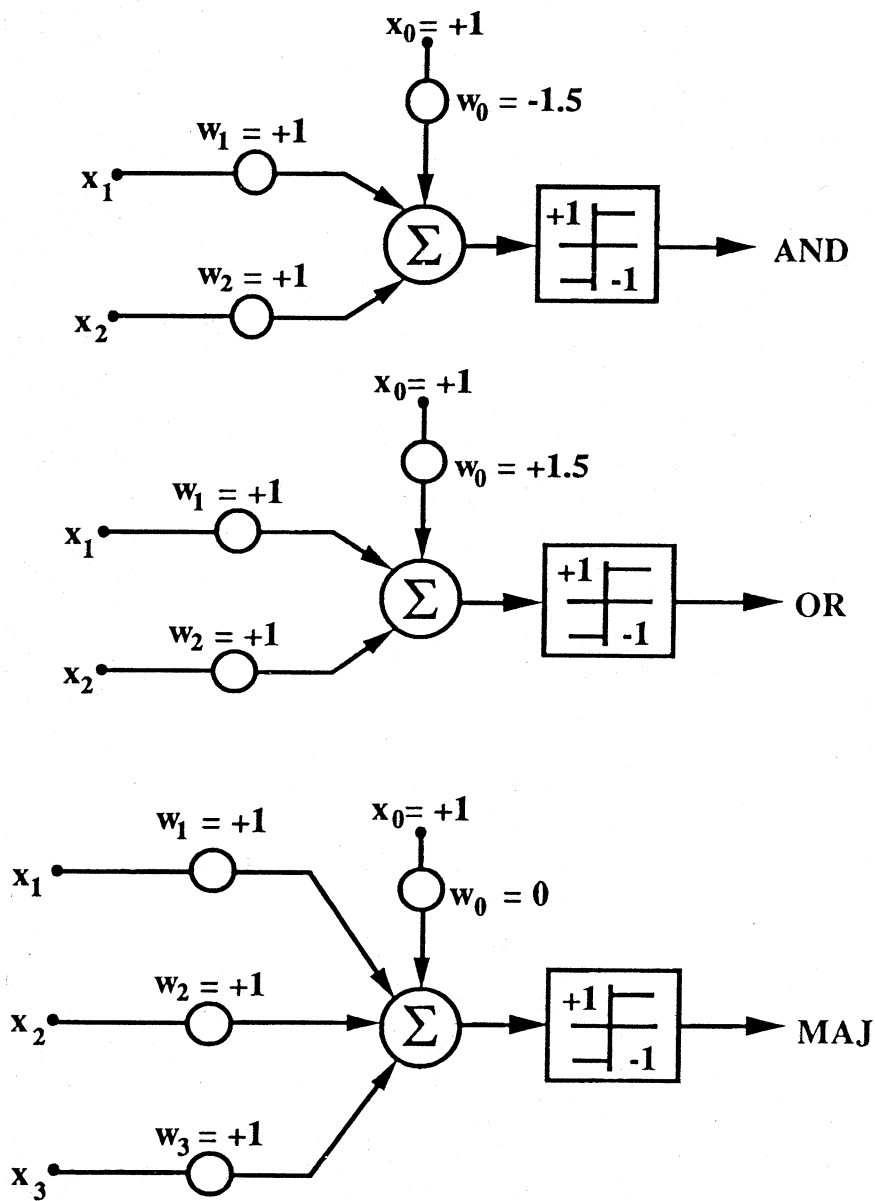 x₀= +1
w₀ = -1.5
w₁ = +1
x₁
Σ
+1
-1
AND
w₂ = +1
x₂
x₀= +1
w₀ = +1.5
w₁ = +1
x₁
Σ
+1
-1
OR
w₂ = +1
x₂
x₀= +1
w₀ = 0
w₁ = +1
x₁
w₂ = +1
x₂
Σ
+1
-1
MAJ
w₃ = +1
x₃